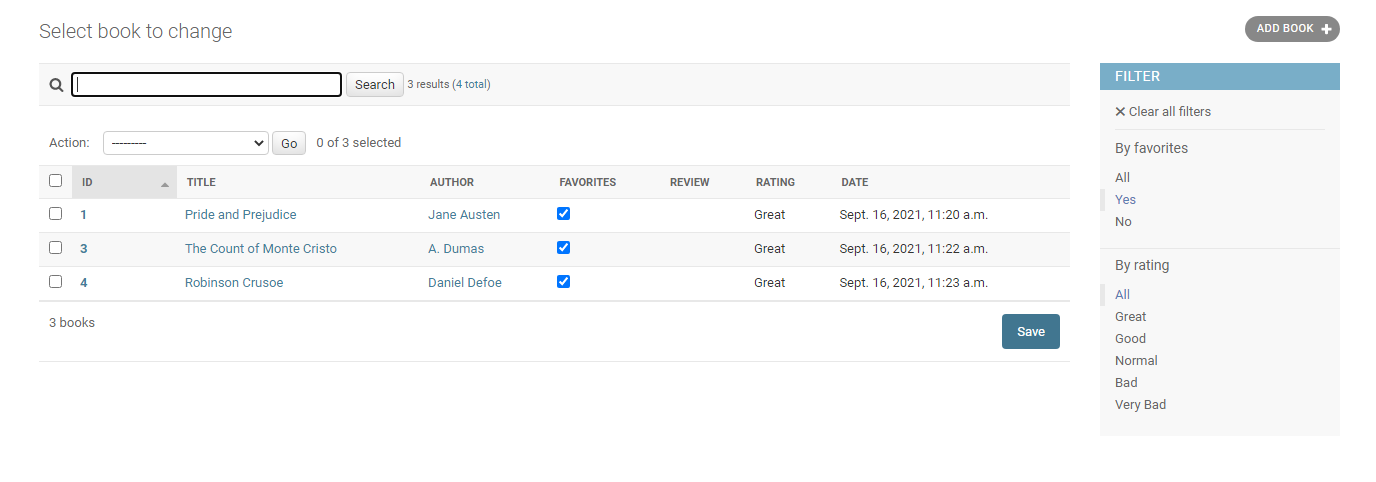 Select book to change
ADD BOOK
Search 3 results (4 total)
Action: --------- Go 0 of 3 selected
ID TITLE AUTHOR FAVORITES REVIEW RATING DATE
1 Pride and Prejudice Jane Austen Great Sept. 16, 2021, 11:20 a.m.
3 The Count of Monte Cristo A. Dumas Great Sept. 16, 2021, 11:22 a.m.
4 Robinson Crusoe Daniel Defoe Great Sept. 16, 2021, 11:23 a.m.
3 books
Save
FILTER
Clear all filters
By favorites
All
Yes
No
By rating
All
Great
Good
Normal
Bad
Very Bad